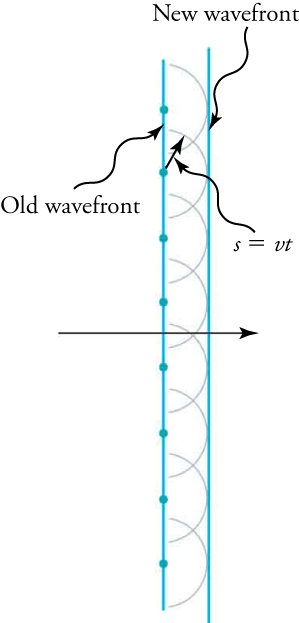 New wavefront
Old wavefront
s = vt